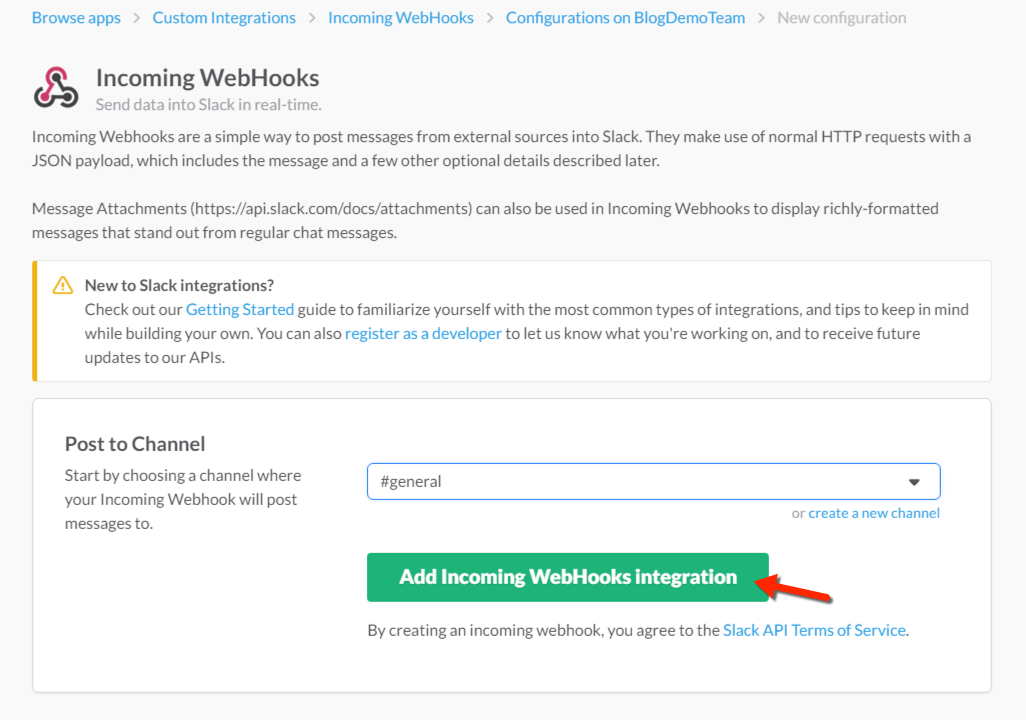 Browse apps > Custom Integrations > Incoming WebHooks > Configurations on BlogDemoTeam > New configuration
Incoming WebHooks
Send data into Slack in real-time.
Incoming Webhooks are a simple way to post messages from external sources into Slack. They make use of normal HTTP requests with a
JSON payload, which includes the message and a few other optional details described later.
Message Attachments (https://api.slack.com/docs/attachments) can also be used in Incoming Webhooks to display richly-formatted
messages that stand out from regular chat messages.
New to Slack integrations?
Check out our Getting Started guide to familiarize yourself with the most common types of integrations, and tips to keep in mind
while building your own. You can also register as a developer to let us know what you're working on, and to receive future
updates to our APIs.
Post to Channel
Start by choosing a channel where
your Incoming Webhook will post
messages to.
#general
or create a new channel
Add Incoming WebHooks integration
By creating an incoming webhook, you agree to the Slack API Terms of Service.